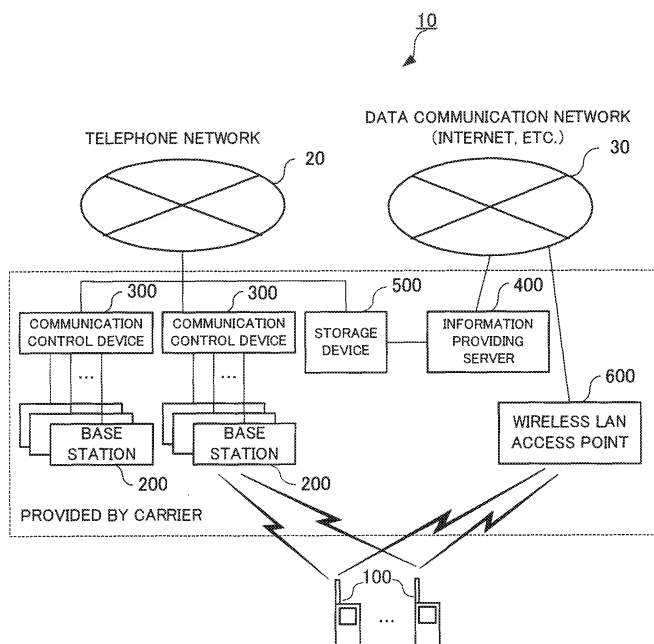 10
TELEPHONE NETWORK
20
DATA COMMUNICATION NETWORK
(INTERNET, ETC.)
30
300
COMMUNICATION
CONTROL DEVICE
300
COMMUNICATION
CONTROL DEVICE
500
STORAGE
DEVICE
400
INFORMATION
PROVIDING
SERVER
...
...
600
WIRELESS LAN
ACCESS POINT
BASE
STATION
200
BASE
STATION
200
PROVIDED BY CARRIER
100
...